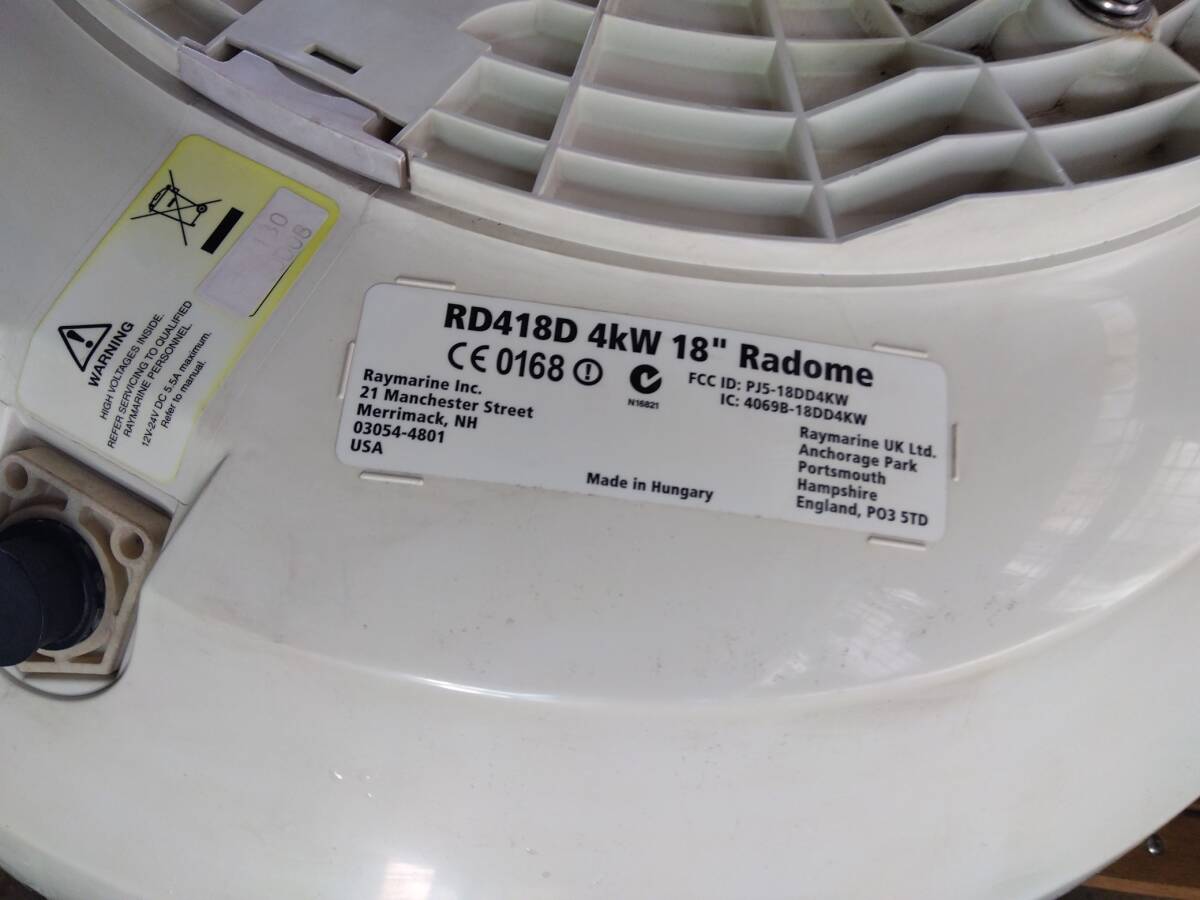 RD418D 4kW 18" Radome
CE 0168
N16821
FCC ID: PJ5-18DD4KW
IC: 4069B-18DD4KW
Raymarine Inc.
21 Manchester Street
Merrimack, NH
03054-4801
USA
Made in Hungary
Raymarine UK Ltd.
Anchorage Park
Portsmouth
Hampshire
England, PO3 5TD
WARNING
HIGH VOLTAGES INSIDE.
REFER SERVICING TO QUALIFIED
RAYMARINE PERSONNEL.
12V-24V DC 5.5A maximum.
Refer to manual.